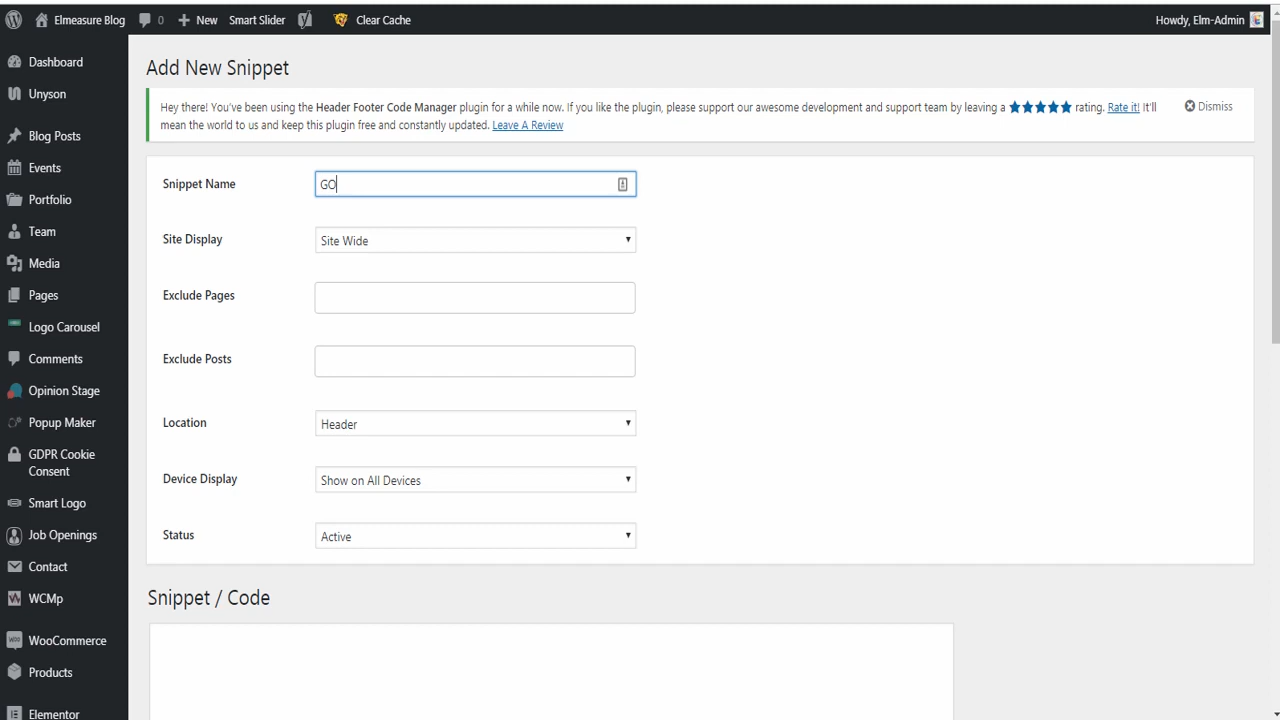 Elmeasure Blog 0 New Smart Slider Clear Cache Howdy, Elm-Admin
Dashboard
Unyson
Blog Posts
Events
Portfolio
Team
Media
Pages
Logo Carousel
Comments
Opinion Stage
Popup Maker
GDPR Cookie
Consent
Smart Logo
Job Openings
Contact
WCMp
WooCommerce
Products
Elementor
Add New Snippet
Hey there! You've been using the Header Footer Code Manager plugin for a while now. If you like the plugin, please support our awesome development and support team by leaving a ★★★★★ rating. Rate it! It'll
mean the world to us and keep this plugin free and constantly updated. Leave A Review
Dismiss
Snippet Name GO
Site Display Site Wide
Exclude Pages
Exclude Posts
Location Header
Device Display Show on All Devices
Status Active
Snippet / Code